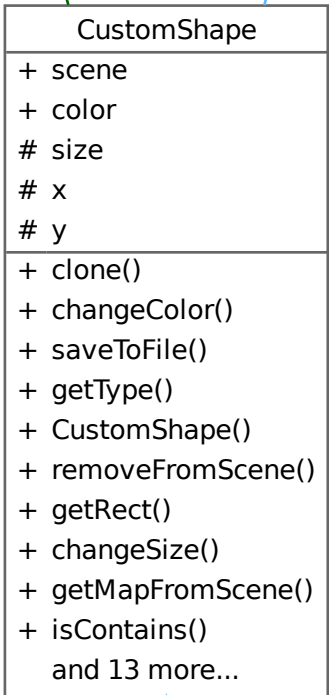 CustomShape
+ scene
+ color
# size
# x
# y
+ clone()
+ changeColor()
+ saveToFile()
+ getType()
+ CustomShape()
+ removeFromScene()
+ getRect()
+ changeSize()
+ getMapFromScene()
+ isContains()
and 13 more...